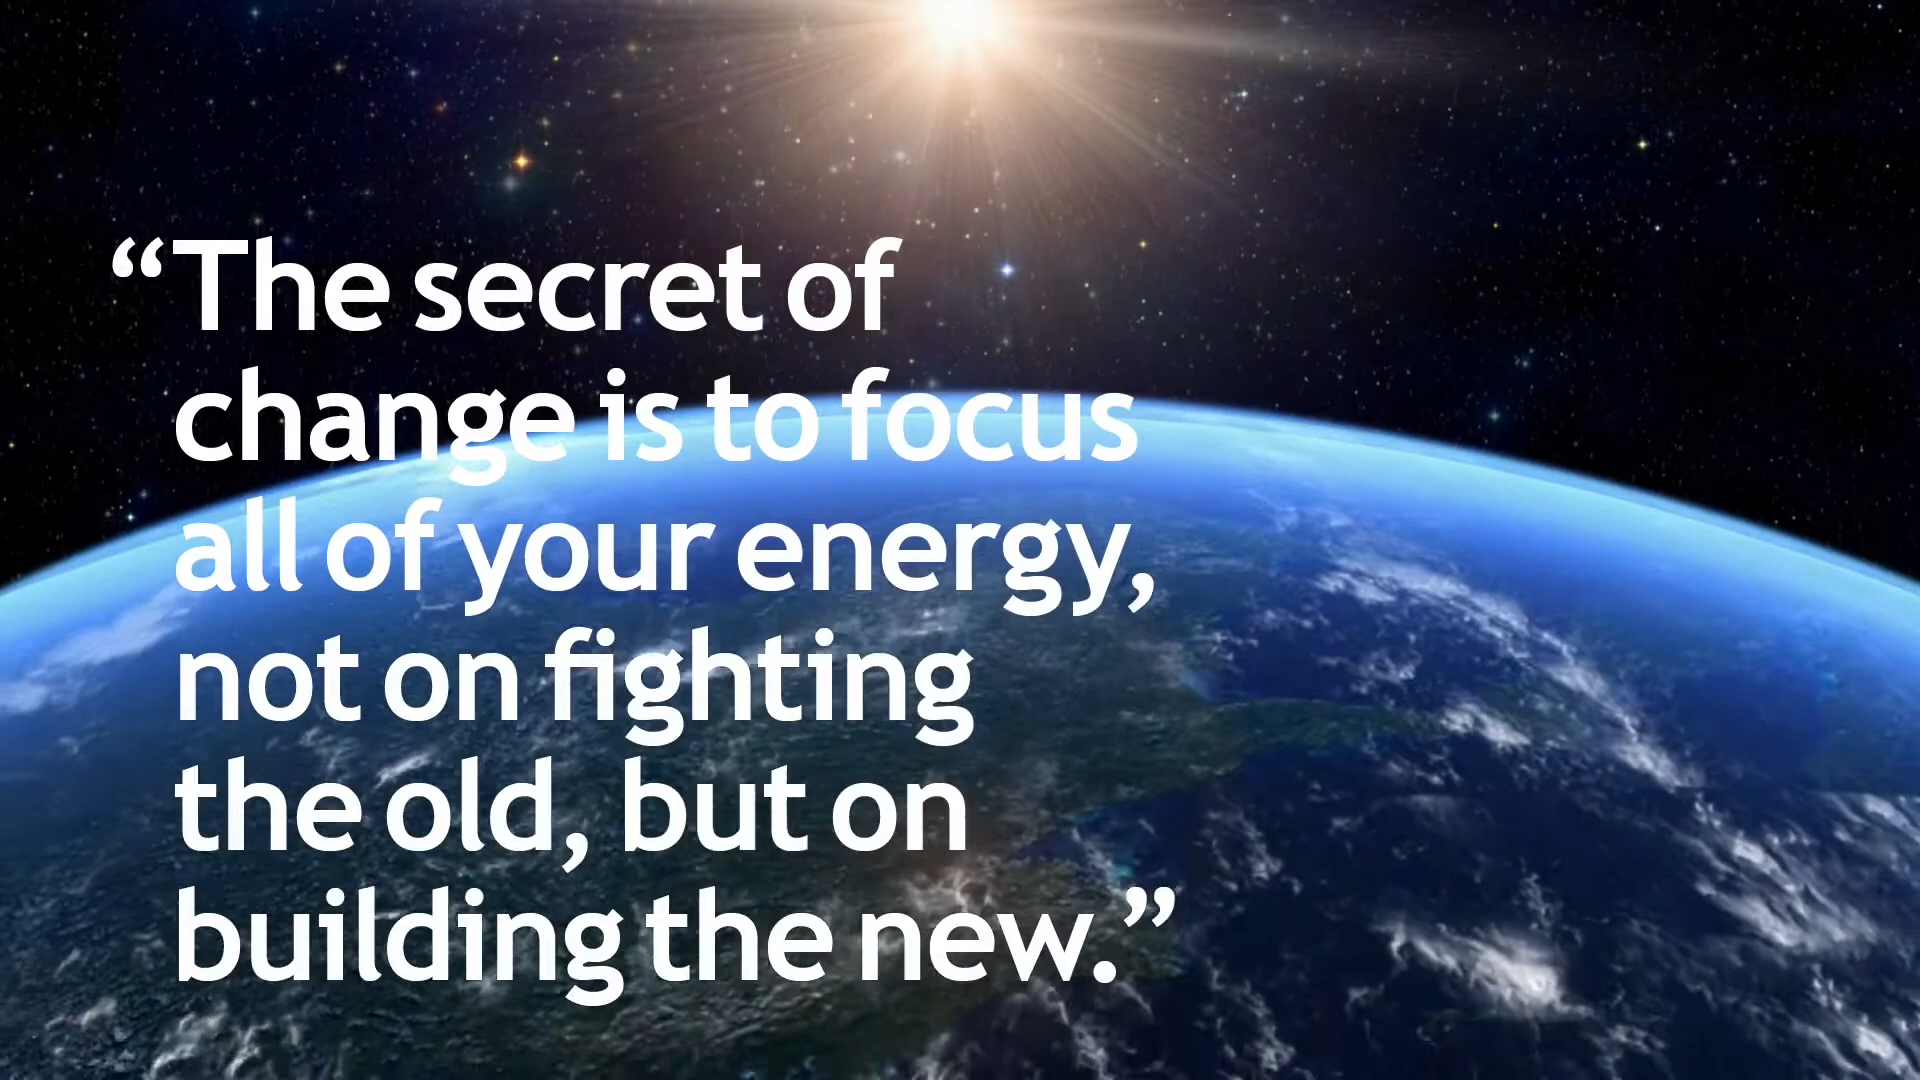 “The secret of
change is to focus
all of your energy,
not on fighting
the old, but on
building the new.”